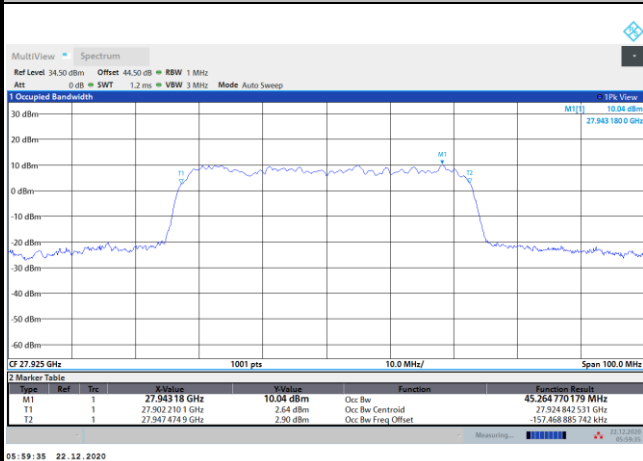 MultiView Spectrum
Ref Level 34.50 dBm Offset 44.50 dB RBW 1 MHz
Att 0 dB SWT 1.2 ms VBW 3 MHz Mode Auto Sweep
1 Occupied Bandwidth 1Pk View
M1[1] 10.04 dBm
27.943 180 0 GHz
30 dBm
20 dBm
10 dBm
0 dBm
-10 dBm
-20 dBm
-30 dBm
-40 dBm
-50 dBm
-60 dBm
M1
T1
T2
CF 27.925 GHz 1001 pts 10.0 MHz/ Span 100.0 MHz
2 Marker Table
Type Ref Trc X-Value Y-Value Function Function Result
M1 1 27.943 18 GHz 10.04 dBm Occ Bw 45.264 770 179 MHz
T1 1 27.902 210 1 GHz 2.64 dBm Occ Bw Centroid 27.924 842 531 GHz
T2 1 27.947 474 9 GHz 2.90 dBm Occ Bw Freq Offset -157.468 885 742 kHz
Measuring... 22.12.2020
05:59:35
05:59:35 22.12.2020